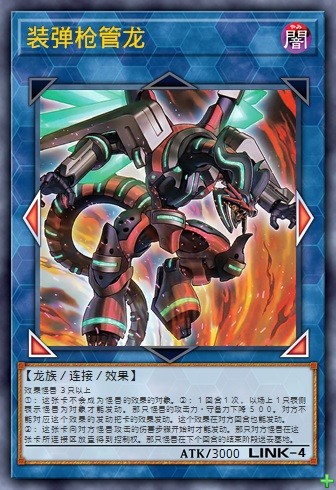 装弹枪管龙
闇
【龙族／连接／效果】
效果怪兽３只以上
①：这张卡不会成为怪兽的效果的对象。②：１回合１次，以场上１只表侧
表示怪兽为对象才能发动。那只怪兽的攻击力·守备力下降５００。对方不
能对应这个效果的发动把卡的效果发动。这个效果在对方回合也能发动。
③：这张卡向对方怪兽攻击的伤害步骤开始时才能发动。那只对方怪兽在这
张卡所连接区放置得到控制权。那只怪兽在下个回合的结束阶段送去墓地。
ATK/3000 LINK-4